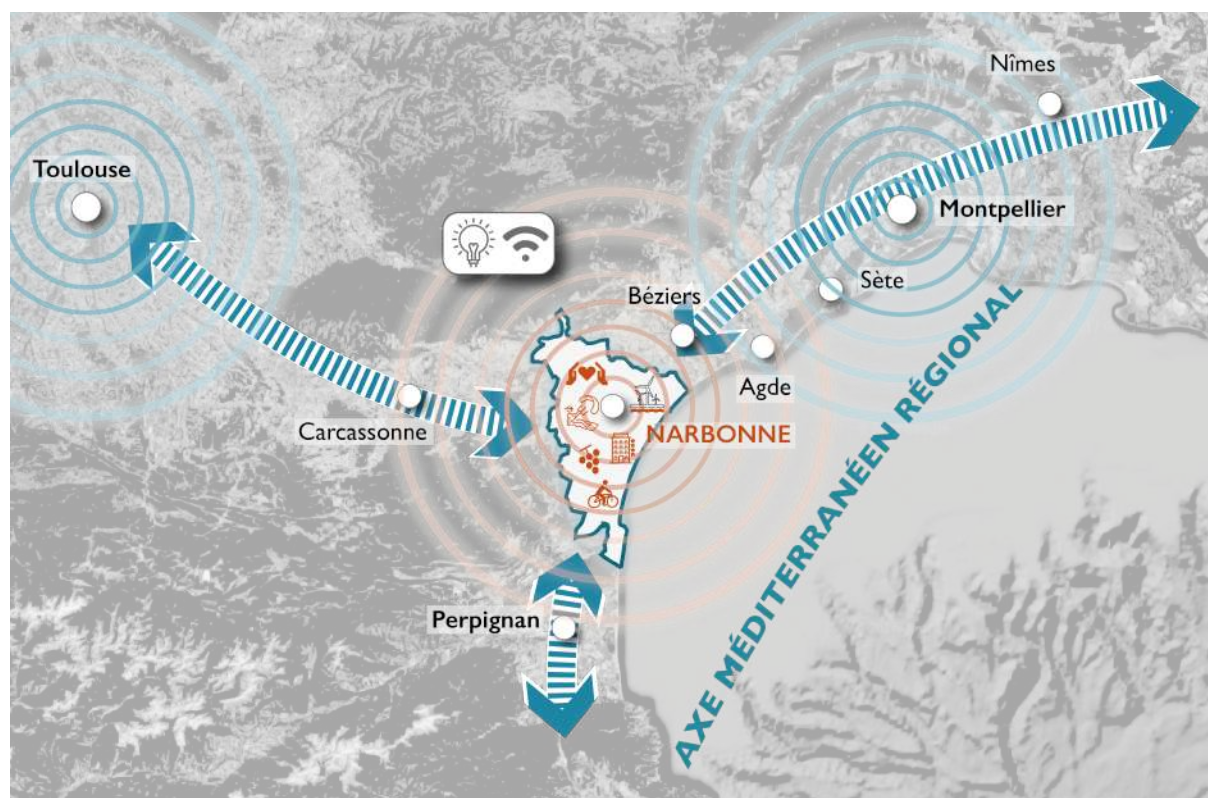 Nîmes
Toulouse
Montpellier
Sète
Béziers
Agde
Carcassonne
NARBONNE
Perpignan
AXE MÉDITERRANÉEN RÉGIONAL